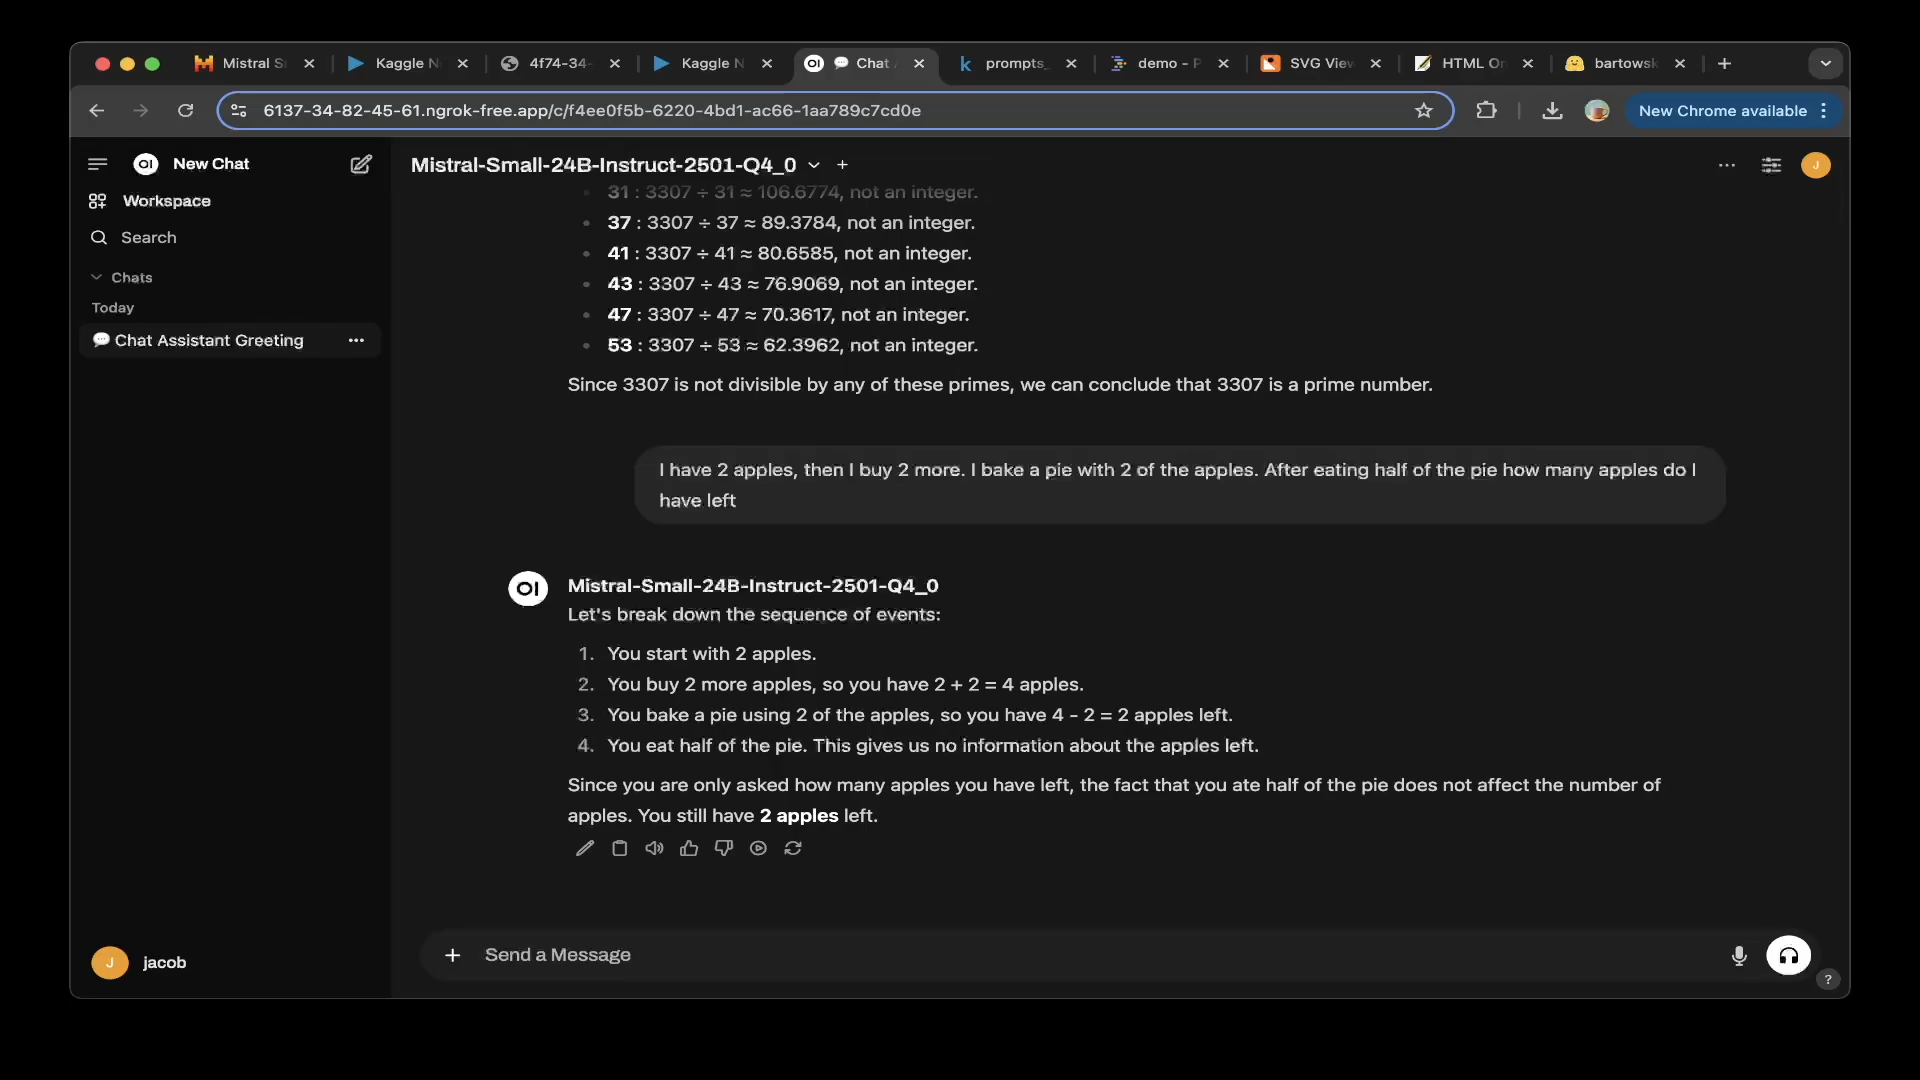 Mistral S
Kaggle N
4f74-34-
Kaggle N
Chat
prompts_
demo - P
SVG View
HTML On
bartowsk
6137-34-82-45-61.ngrok-free.app/c/f4ee0f5b-6220-4bd1-ac66-1aa789c7cd0e
New Chrome available
OI New Chat
Workspace
Search
Chats
Today
💬 Chat Assistant Greeting
J jacob
Mistral-Small-24B-Instruct-2501-Q4_0
J
31 : 3307 ÷ 31 ≈ 106.6774, not an integer.
37 : 3307 ÷ 37 ≈ 89.3784, not an integer.
41 : 3307 ÷ 41 ≈ 80.6585, not an integer.
43 : 3307 ÷ 43 ≈ 76.9069, not an integer.
47 : 3307 ÷ 47 ≈ 70.3617, not an integer.
53 : 3307 ÷ 53 ≈ 62.3962, not an integer.
Since 3307 is not divisible by any of these primes, we can conclude that 3307 is a prime number.
I have 2 apples, then I buy 2 more. I bake a pie with 2 of the apples. After eating half of the pie how many apples do I
have left
OI
Mistral-Small-24B-Instruct-2501-Q4_0
Let's break down the sequence of events:
1. You start with 2 apples.
2. You buy 2 more apples, so you have 2 + 2 = 4 apples.
3. You bake a pie using 2 of the apples, so you have 4 - 2 = 2 apples left.
4. You eat half of the pie. This gives us no information about the apples left.
Since you are only asked how many apples you have left, the fact that you ate half of the pie does not affect the number of
apples. You still have 2 apples left.
Send a Message
?